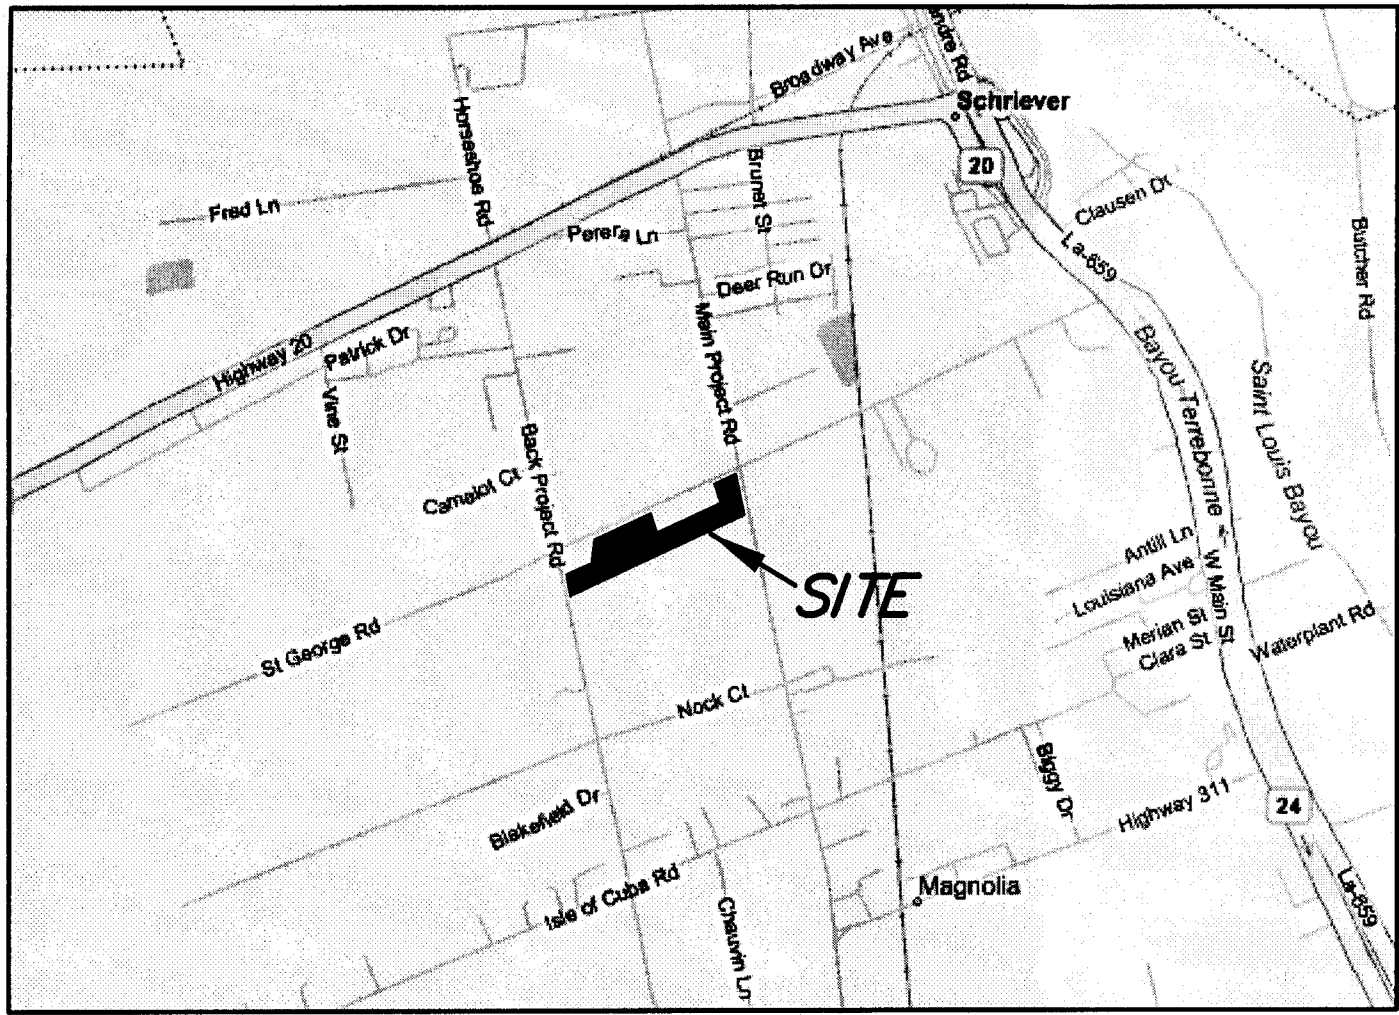 Broadway Ave
ndre Rd
Schriever
Horseshoe Rd
20
Brunet St
Clausen Dr
Fred Ln
Perera Ln
La-659
Butcher Rd
Deer Run Dr
Main Project Rd
Highway 20
Patrick Dr
Vine St
Bayou Terrebonne
Saint Louis Bayou
Back Project Rd
Camelot Ct
Antill Ln
Louisiana Ave
W Main St
SITE
Merian St
Clara St
Waterplant Rd
St George Rd
Nock Ct
Biggy Dr
Highway 311
24
Blakefield Dr
Isle of Cuba Rd
Magnolia
Chauvin Ln
La-659